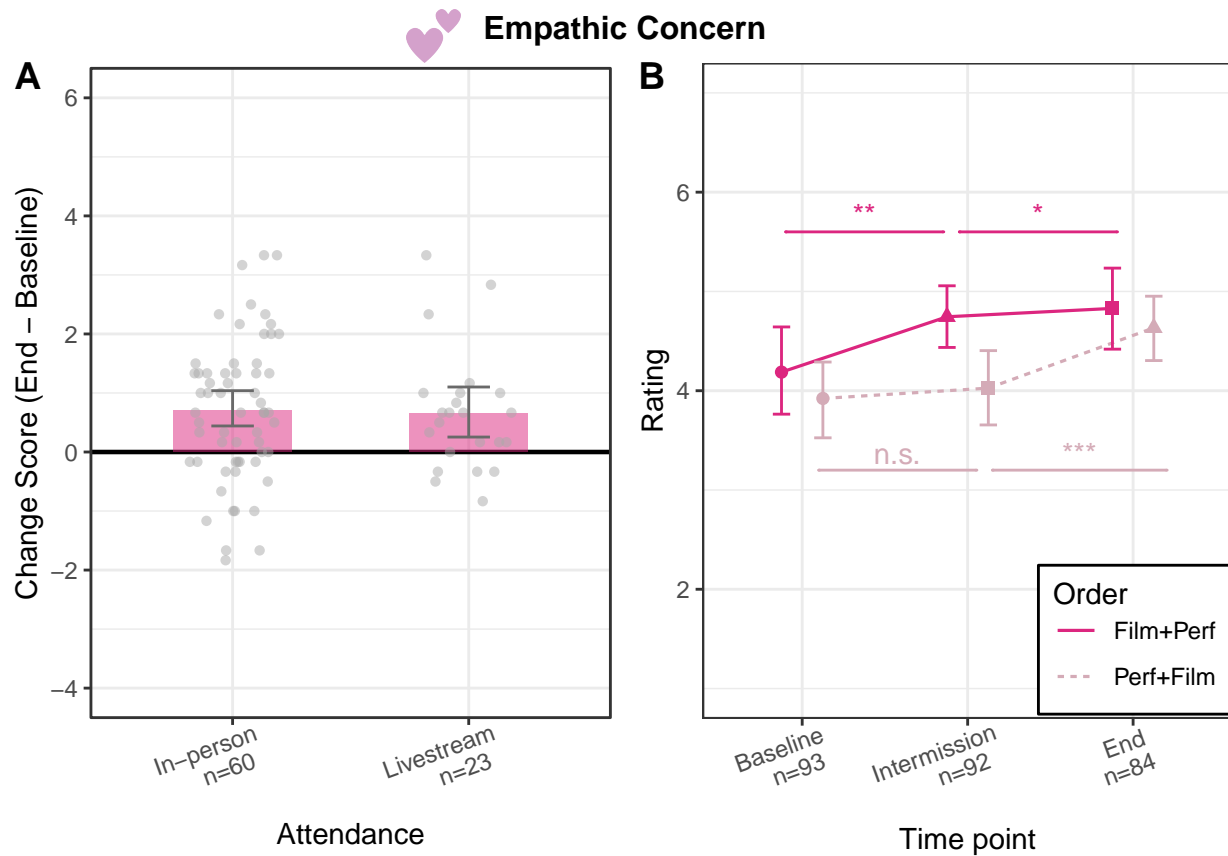 Empathic Concern
A
Change Score (End − Baseline)
6
4
2
0
−2
−4
In−person
n=60
Livestream
n=23
Attendance
B
Rating
6
4
2
**
*
n.s.
***
Order
Film+Perf
Perf+Film
Baseline
n=93
Intermission
n=92
End
n=84
Time point